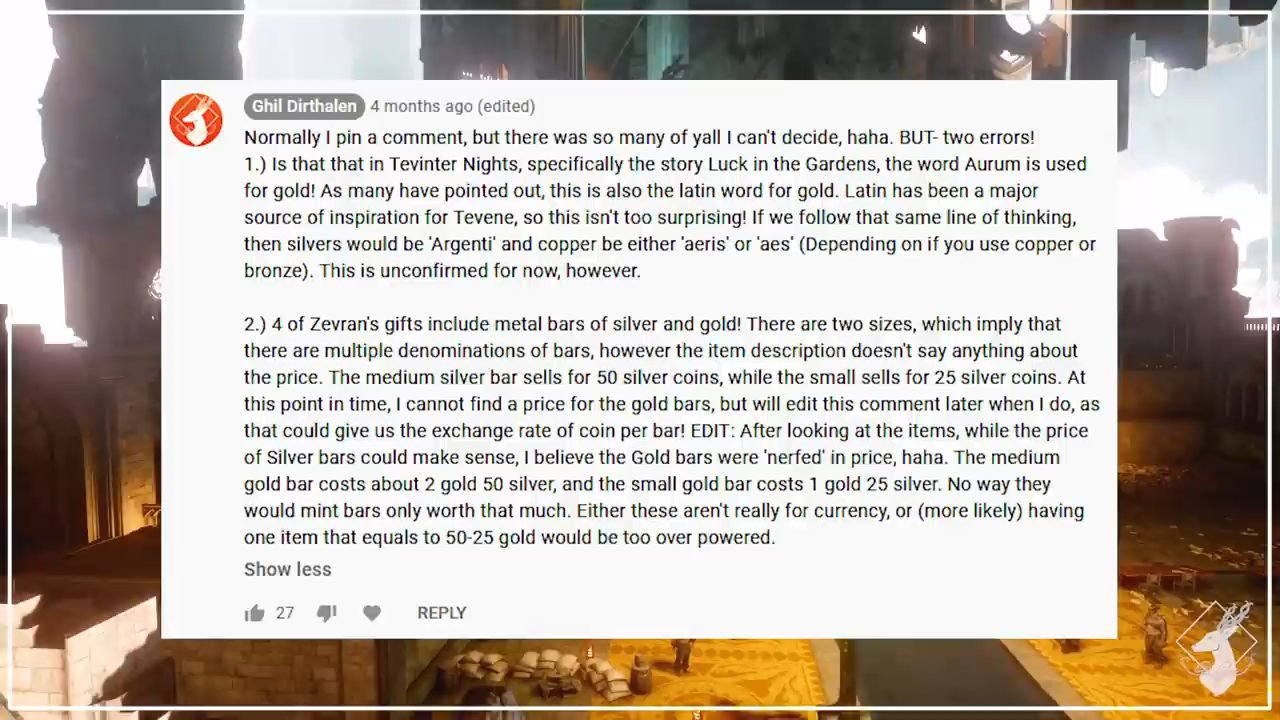 Ghil Dirthalen 4 months ago (edited)
Normally I pin a comment, but there was so many of yall I can't decide, haha. BUT- two errors!
1.) Is that that in Tevinter Nights, specifically the story Luck in the Gardens, the word Aurum is used
for gold! As many have pointed out, this is also the latin word for gold. Latin has been a major
source of inspiration for Tevene, so this isn't too surprising! If we follow that same line of thinking,
then silvers would be 'Argenti' and copper be either 'aeris' or 'aes' (Depending on if you use copper or
bronze). This is unconfirmed for now, however.
2.) 4 of Zevran's gifts include metal bars of silver and gold! There are two sizes, which imply that
there are multiple denominations of bars, however the item description doesn't say anything about
the price. The medium silver bar sells for 50 silver coins, while the small sells for 25 silver coins. At
this point in time, I cannot find a price for the gold bars, but will edit this comment later when I do, as
that could give us the exchange rate of coin per bar! EDIT: After looking at the items, while the price
of Silver bars could make sense, I believe the Gold bars were 'nerfed' in price, haha. The medium
gold bar costs about 2 gold 50 silver, and the small gold bar costs 1 gold 25 silver. No way they
would mint bars only worth that much. Either these aren't really for currency, or (more likely) having
one item that equals to 50-25 gold would be too over powered.
Show less
27 REPLY